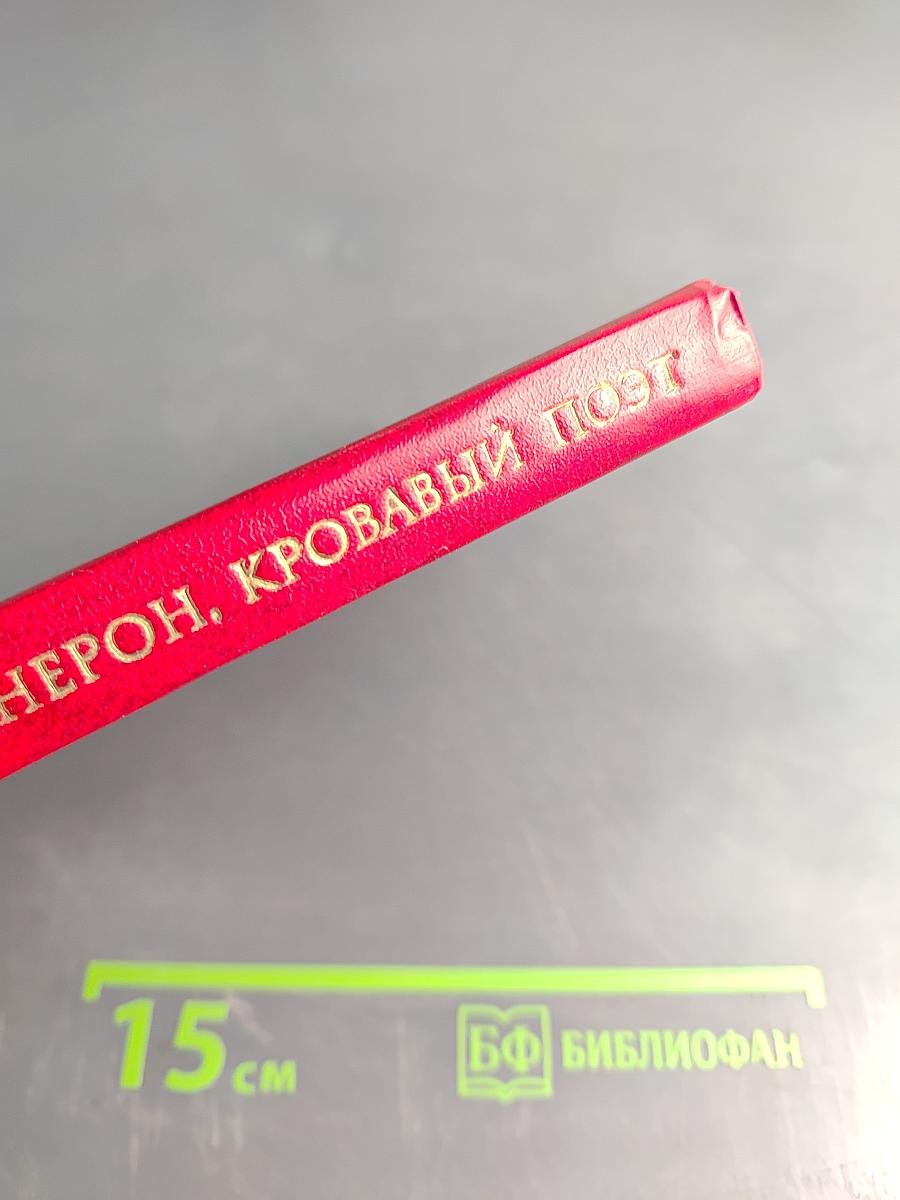 НЕРОН, КРОВАВЫЙ ПОЭТ
15 см
БФ БИБЛИОФАН